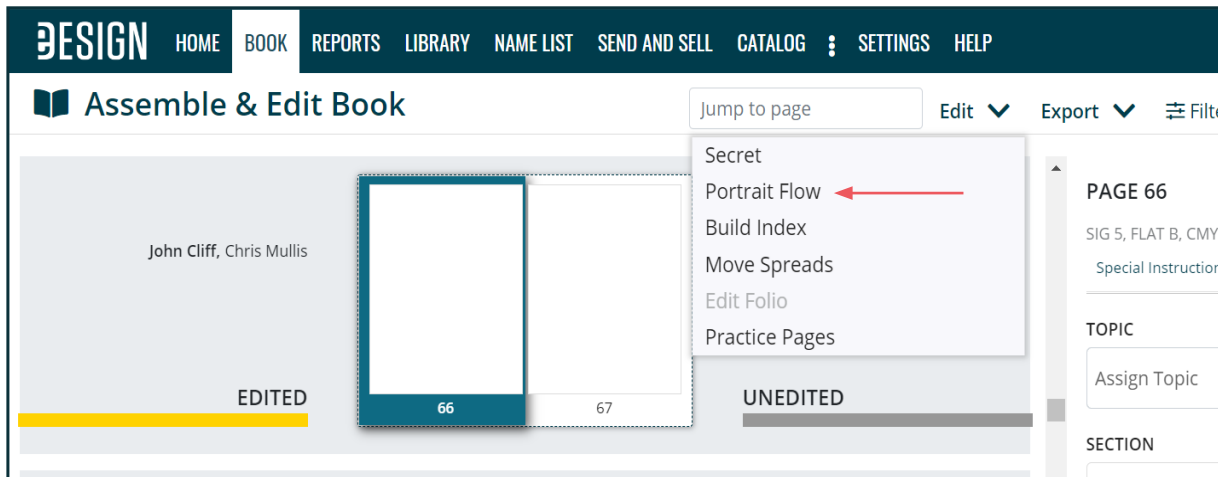 eDESIGN HOME BOOK REPORTS LIBRARY NAME LIST SEND AND SELL CATALOG SETTINGS HELP
Assemble & Edit Book
Jump to page
Edit
Export
Filte
Secret
Portrait Flow
Build Index
Move Spreads
Edit Folio
Practice Pages
John Cliff, Chris Mullis
EDITED
66
67
UNEDITED
PAGE 66
SIG 5, FLAT B, CMY
Special Instruction
TOPIC
Assign Topic
SECTION